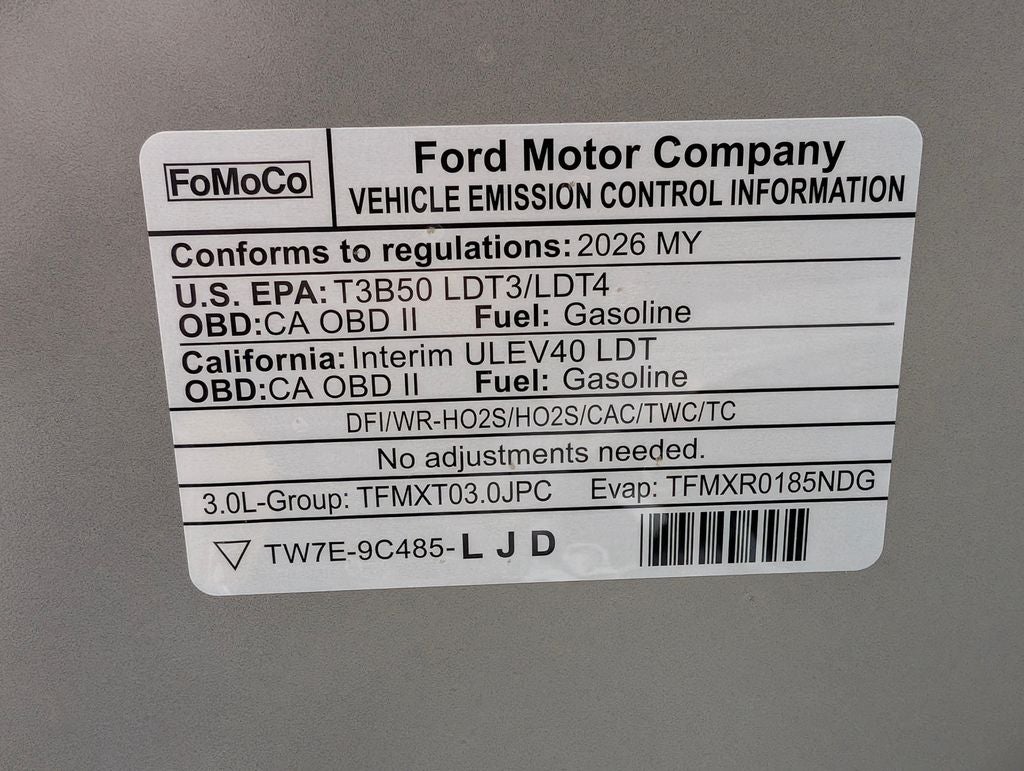 FoMoCo
Ford Motor Company
VEHICLE EMISSION CONTROL INFORMATION
Conforms to regulations: 2026 MY
U.S. EPA: T3B50 LDT3/LDT4
OBD: CA OBD II Fuel: Gasoline
California: Interim ULEV40 LDT
OBD: CA OBD II Fuel: Gasoline
DFI/WR-HO2S/HO2S/CAC/TWC/TC
No adjustments needed.
3.0L-Group: TFMXT03.0JPC Evap: TFMXR0185NDG
TW7E-9C485-L J D